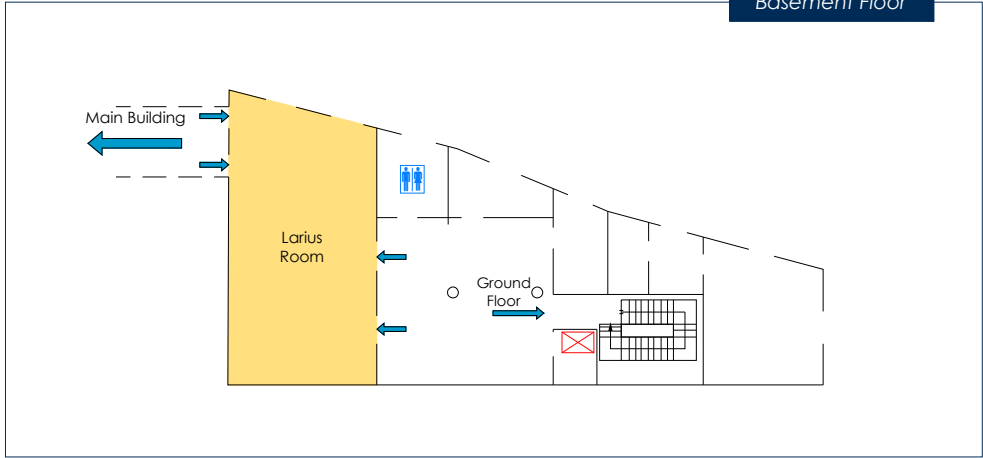 Basement Floor
Main Building
Larius
Room
Ground
Floor